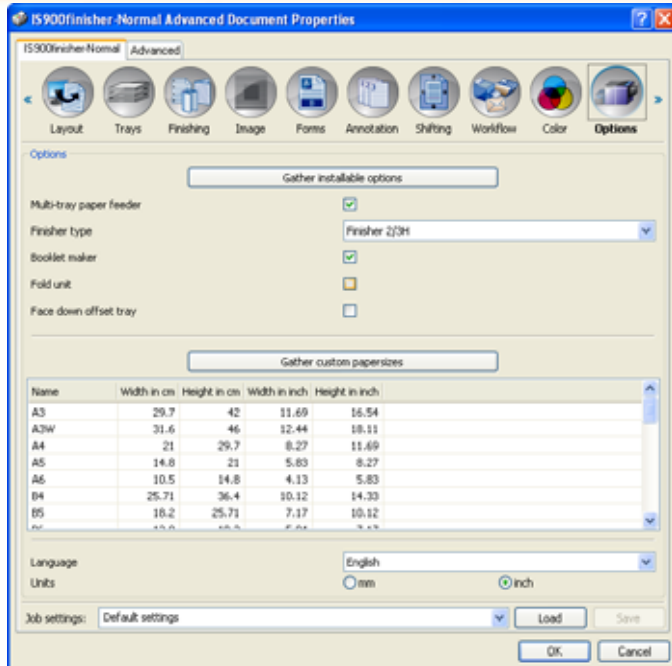 IS900finisher-Normal Advanced Document Properties
IS900finisher-Normal Advanced
Layout Trays Finishing Image Forms Annotation Shifting Workflow Color Options
Options
Gather installable options
Multi-tray paper feeder
Finisher type Finisher 2/3H
Booklet maker
Fold unit
Face down offset tray
Gather custom papersizes
Name Width in cm Height in cm Width in inch Height in inch
A3 29.7 42 11.69 16.54
A3W 31.6 46 12.44 18.11
A4 21 29.7 8.27 11.69
A5 14.8 21 5.83 8.27
A6 10.5 14.8 4.13 5.83
B4 25.71 36.4 10.12 14.33
B5 18.2 25.71 7.17 10.12
Language English
Units mm inch
Job settings: Default settings Load Save
OK Cancel